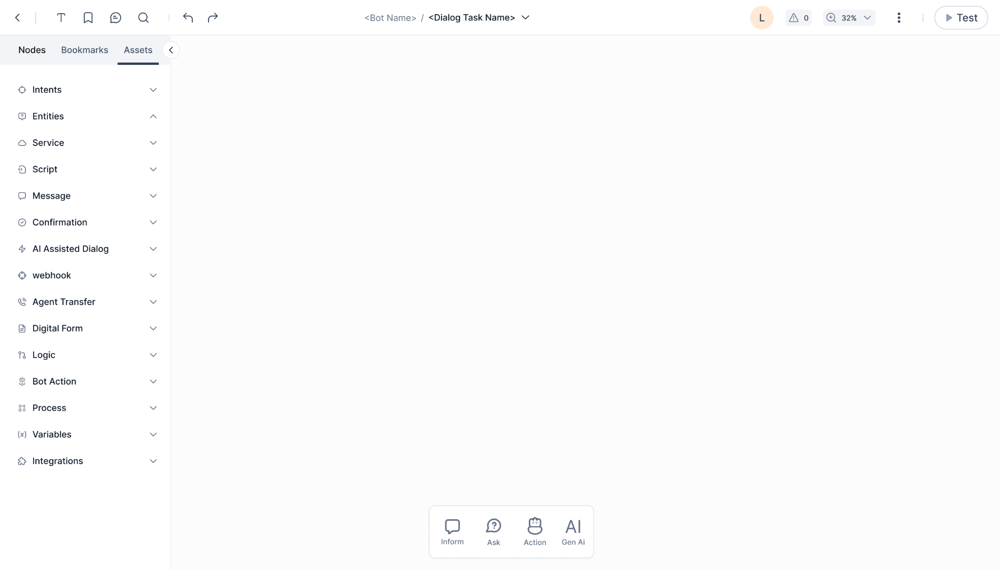 <Bot Name> / <Dialog Task Name>
L
0
32%
Test
Nodes
Bookmarks
Assets
Intents
Entities
Service
Script
Message
Confirmation
AI Assisted Dialog
webhook
Agent Transfer
Digital Form
Logic
Bot Action
Process
(x) Variables
Integrations
AI
Inform
Ask
Action
Gen Ai